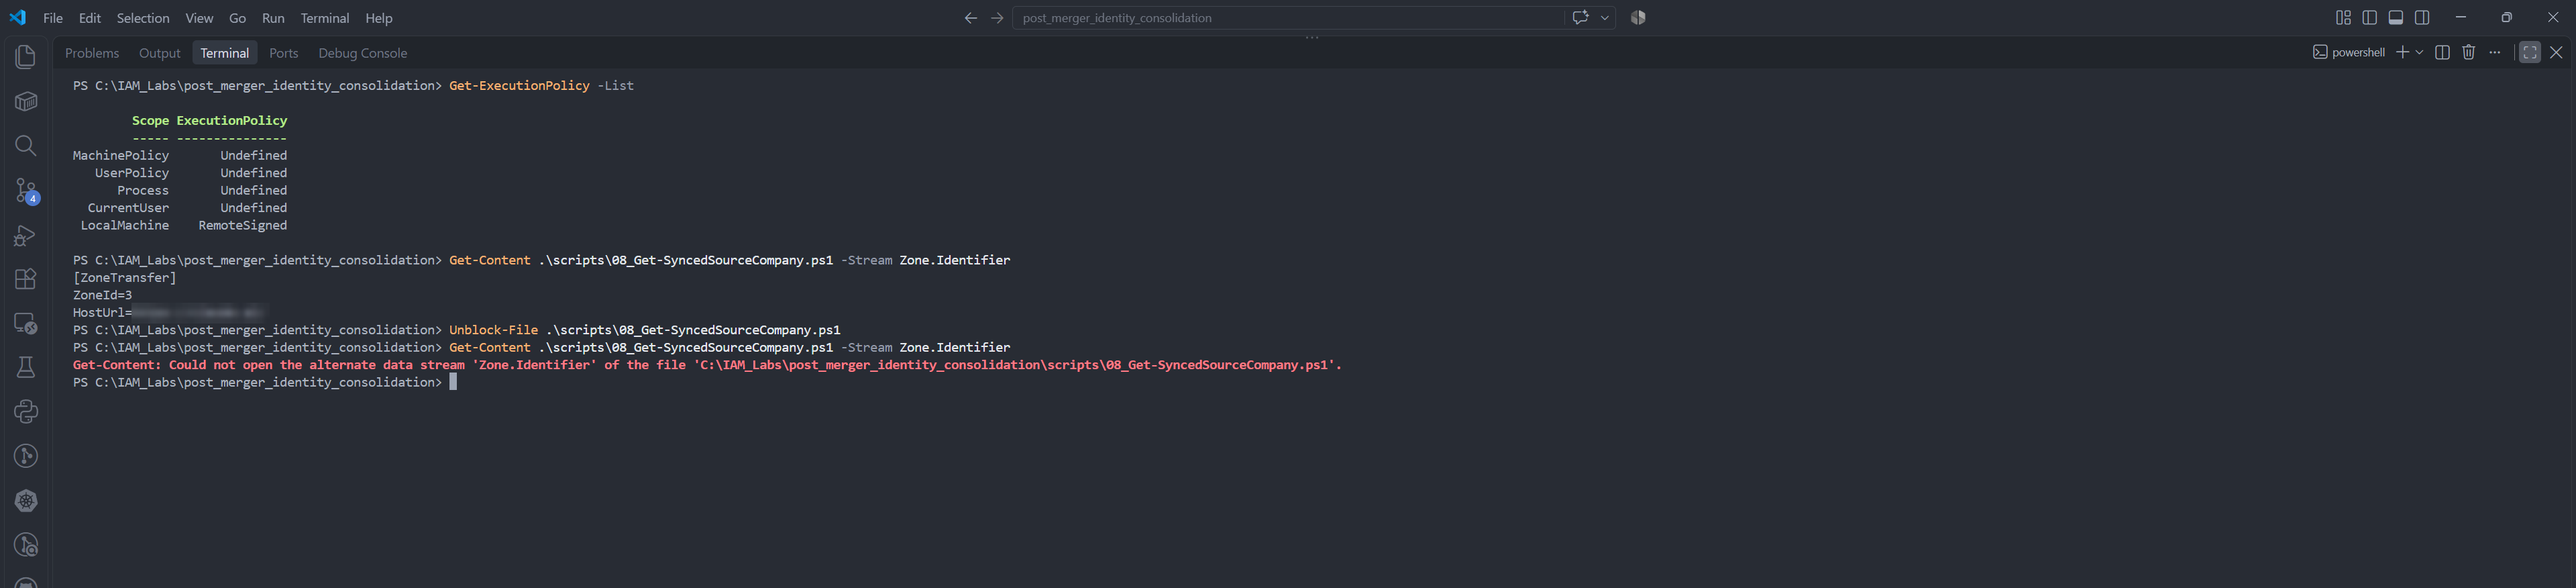 File Edit Selection View Go Run Terminal Help
post_merger_identity_consolidation
Problems Output Terminal Ports Debug Console
powershell
PS C:\IAM_Labs\post_merger_identity_consolidation> Get-ExecutionPolicy -List
Scope ExecutionPolicy
----- ---------------
MachinePolicy Undefined
UserPolicy Undefined
Process Undefined
CurrentUser Undefined
LocalMachine RemoteSigned
PS C:\IAM_Labs\post_merger_identity_consolidation> Get-Content .\scripts\08_Get-SyncedSourceCompany.ps1 -Stream Zone.Identifier
[ZoneTransfer]
ZoneId=3
HostUrl=
PS C:\IAM_Labs\post_merger_identity_consolidation> Unblock-File .\scripts\08_Get-SyncedSourceCompany.ps1
PS C:\IAM_Labs\post_merger_identity_consolidation> Get-Content .\scripts\08_Get-SyncedSourceCompany.ps1 -Stream Zone.Identifier
Get-Content: Could not open the alternate data stream 'Zone.Identifier' of the file 'C:\IAM_Labs\post_merger_identity_consolidation\scripts\08_Get-SyncedSourceCompany.ps1'.
PS C:\IAM_Labs\post_merger_identity_consolidation>
4